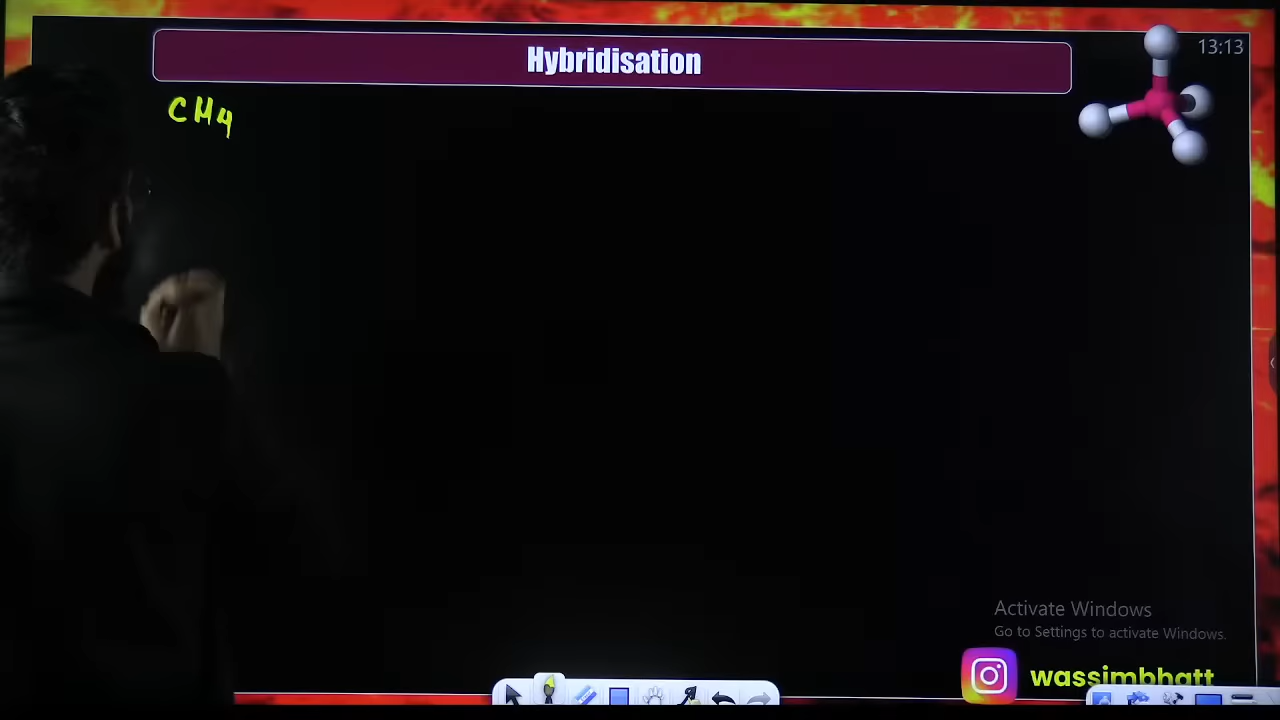 Hybridisation
13:13
CH4
Activate Windows
Go to Settings to activate Windows.
wassimbhatt